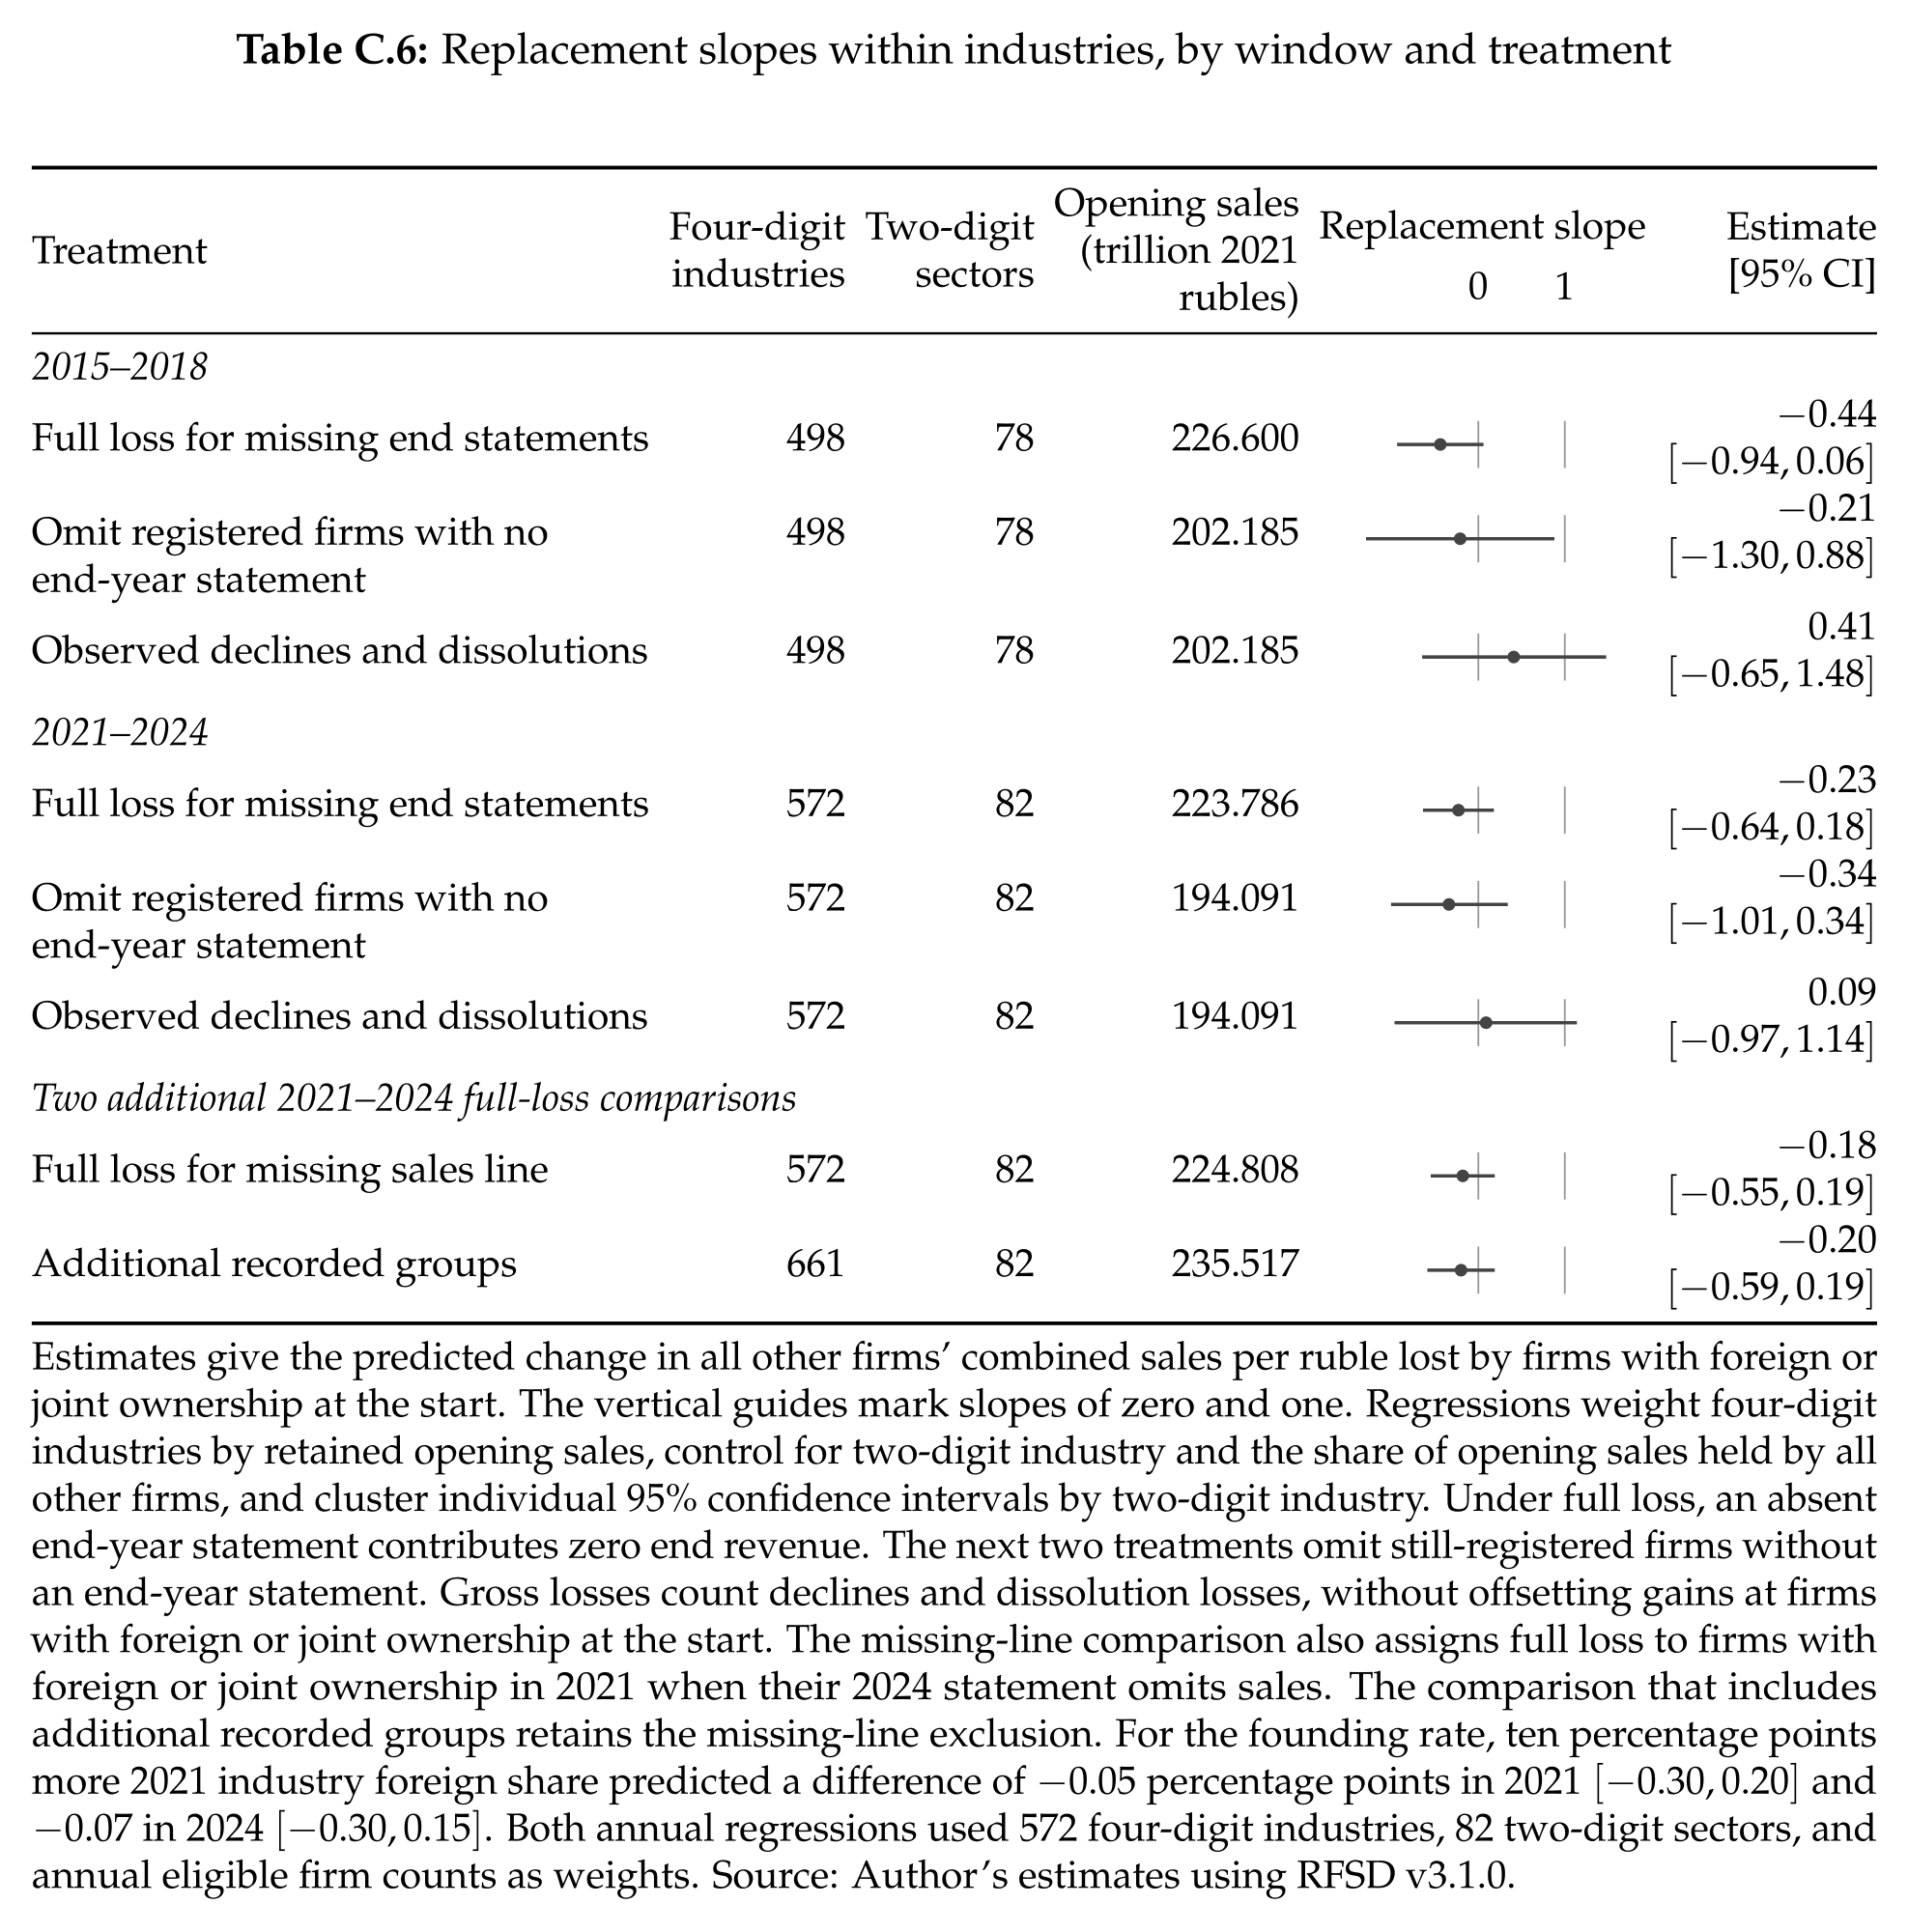 Table C.6: Replacement slopes within industries, by window and treatment
Treatment
Four-digit industries
Two-digit sectors
Opening sales (trillion 2021 rubles)
Replacement slope
0 1
Estimate [95% CI]
2015–2018
Full loss for missing end statements 498 78 226.600 −0.44 [−0.94, 0.06]
Omit registered firms with no end-year statement 498 78 202.185 −0.21 [−1.30, 0.88]
Observed declines and dissolutions 498 78 202.185 0.41 [−0.65, 1.48]
2021–2024
Full loss for missing end statements 572 82 223.786 −0.23 [−0.64, 0.18]
Omit registered firms with no end-year statement 572 82 194.091 −0.34 [−1.01, 0.34]
Observed declines and dissolutions 572 82 194.091 0.09 [−0.97, 1.14]
Two additional 2021–2024 full-loss comparisons
Full loss for missing sales line 572 82 224.808 −0.18 [−0.55, 0.19]
Additional recorded groups 661 82 235.517 −0.20 [−0.59, 0.19]
Estimates give the predicted change in all other firms’ combined sales per ruble lost by firms with foreign or
joint ownership at the start. The vertical guides mark slopes of zero and one. Regressions weight four-digit
industries by retained opening sales, control for two-digit industry and the share of opening sales held by all
other firms, and cluster individual 95% confidence intervals by two-digit industry. Under full loss, an absent
end-year statement contributes zero end revenue. The next two treatments omit still-registered firms without
an end-year statement. Gross losses count declines and dissolution losses, without offsetting gains at firms
with foreign or joint ownership at the start. The missing-line comparison also assigns full loss to firms with
foreign or joint ownership in 2021 when their 2024 statement omits sales. The comparison that includes
additional recorded groups retains the missing-line exclusion. For the founding rate, ten percentage points
more 2021 industry foreign share predicted a difference of −0.05 percentage points in 2021 [−0.30, 0.20] and
−0.07 in 2024 [−0.30, 0.15]. Both annual regressions used 572 four-digit industries, 82 two-digit sectors, and
annual eligible firm counts as weights. Source: Author’s estimates using RFSD v3.1.0.